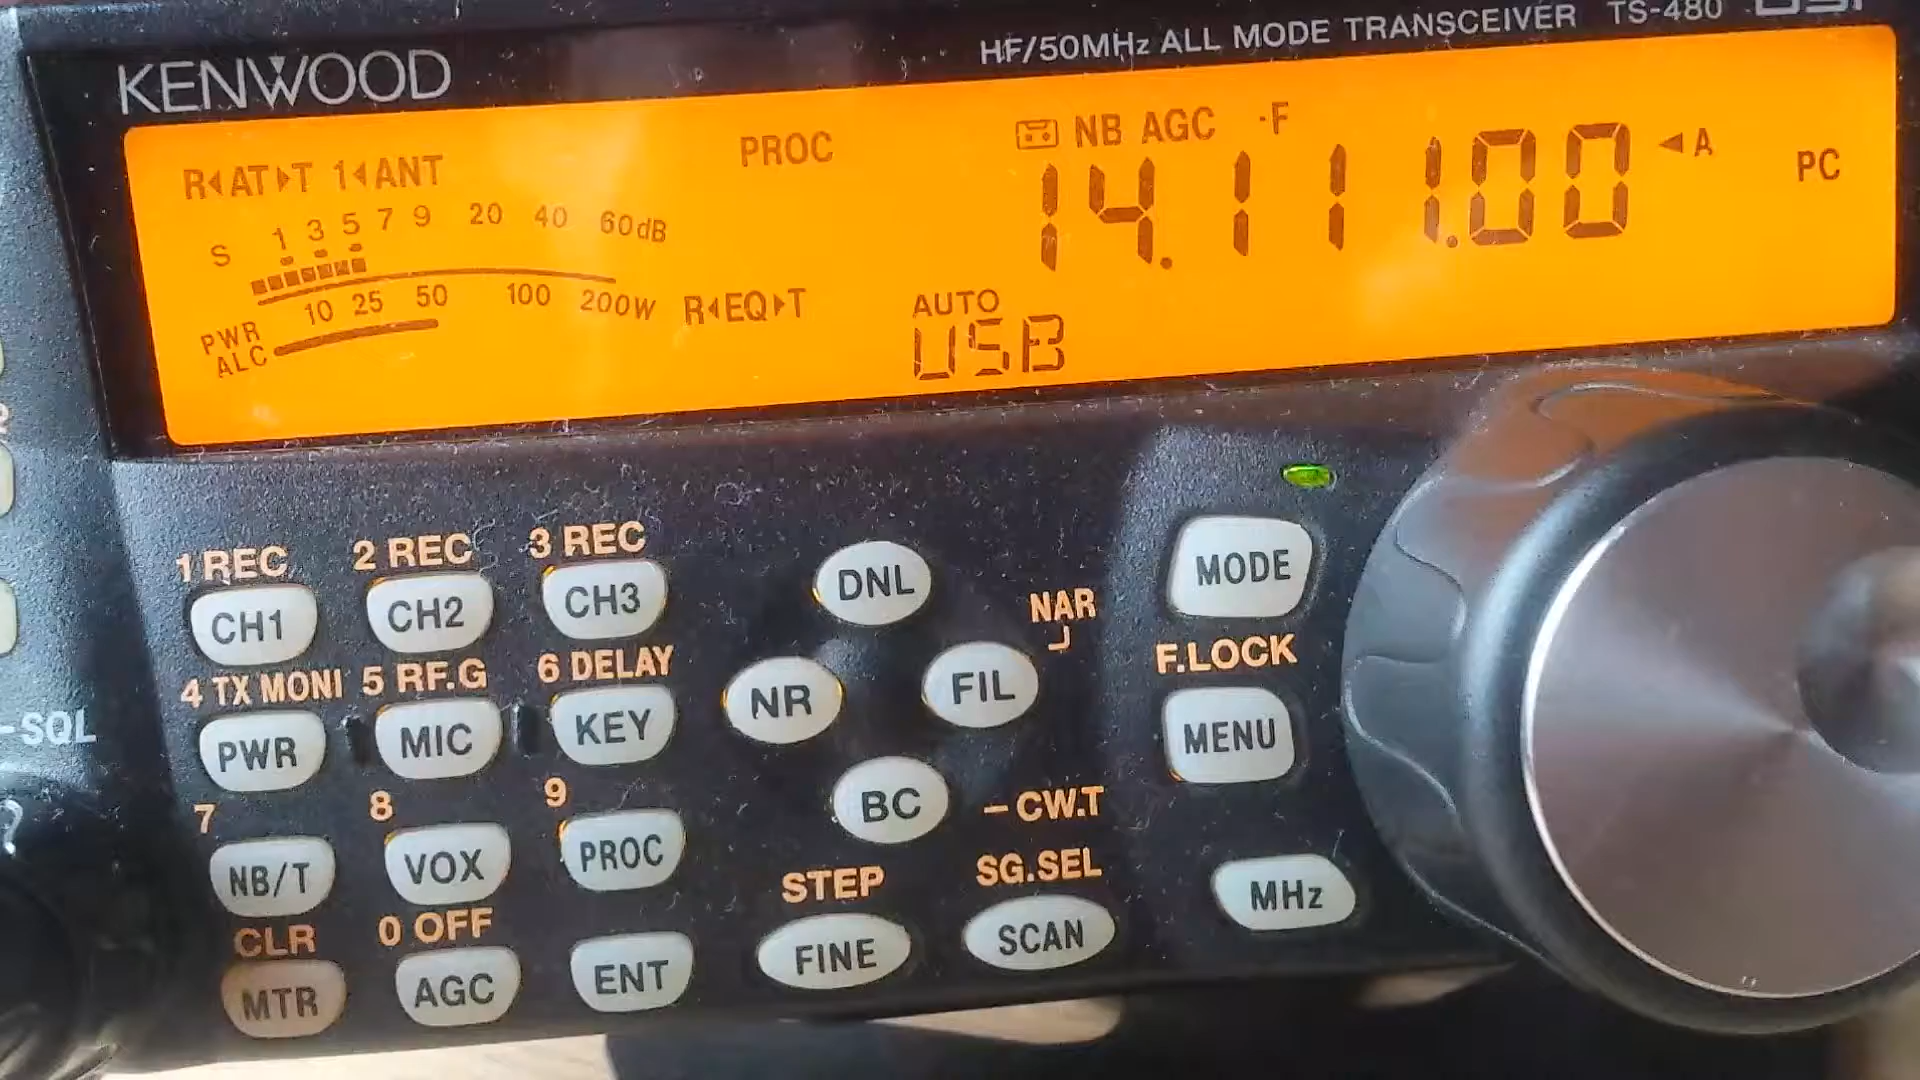 KENWOOD
HF/50MHz ALL MODE TRANSCEIVER TS-480
PROC
NB AGC -F
R◂AT▸T 1◂ANT
14.111.00 ◂A
PC
S 1 3 5 7 9 20 40 60dB
10 25 50 100 200W
R◂EQ▸T
AUTO
PWR
USB
ALC
1 REC 2 REC 3 REC
CH1 CH2 CH3
DNL
MODE
NAR
4 TX MONI 5 RF.G 6 DELAY
F.LOCK
PWR MIC KEY
NR FIL
MENU
-SQL
7 8 9
BC
– CW.T
NB/T VOX PROC
STEP SG.SEL
MHz
CLR 0 OFF
FINE SCAN
MTR AGC ENT